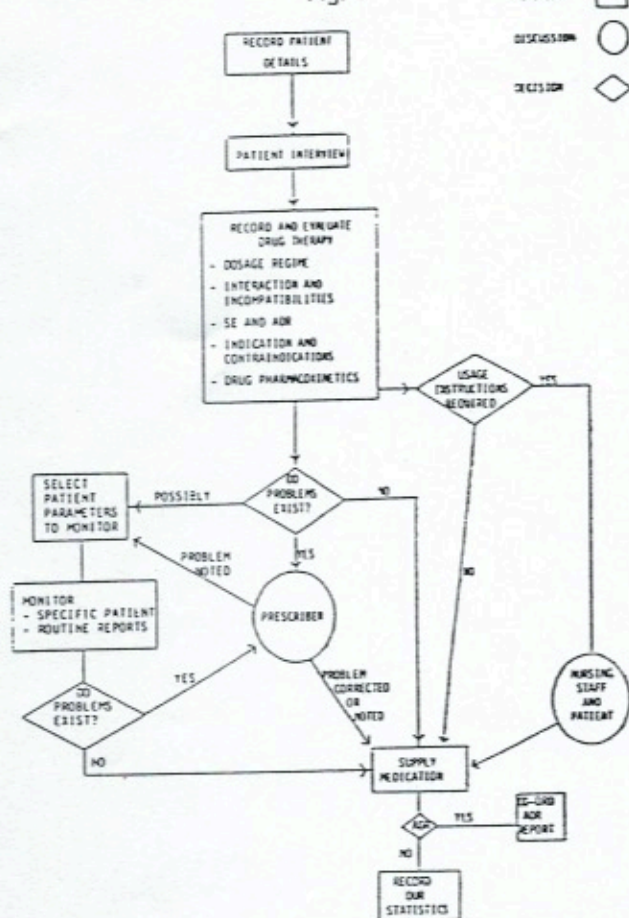 DISCUSSION
DECISION
RECORD PATIENT
DETAILS
PATIENT INTERVIEW
RECORD AND EVALUATE
DRUG THERAPY
- DOSAGE REGIME
- INTERACTION AND
INCOMPATIBILITIES
- SE AND ADR
- INDICATION AND
CONTRAINDICATIONS
- DRUG PHARMACOKINETICS
USAGE
INSTRUCTIONS
REQUIRED
YES
NO
DO
PROBLEMS
EXIST?
POSSIBLY
NO
YES
SELECT
PATIENT
PARAMETERS
TO MONITOR
PROBLEM
NOTED
PRESCRIBER
MONITOR
- SPECIFIC PATIENT
- ROUTINE REPORTS
DO
PROBLEMS
EXIST?
YES
NO
PROBLEM
CORRECTED
OR
NOTED
NURSING
STAFF
AND
PATIENT
SUPPLY
MEDICATION
ADR
YES
ADR
REPORT
NO
RECORD
OUR
STATISTICS